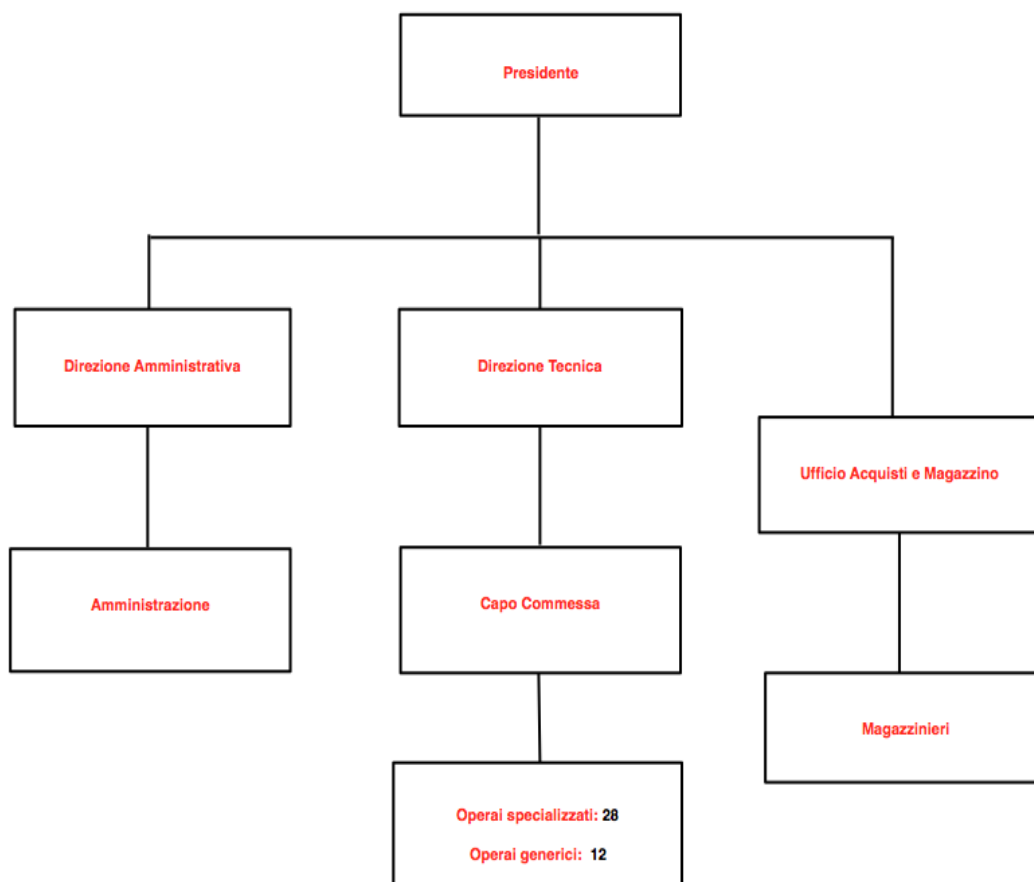 Presidente
Direzione Amministrativa
Direzione Tecnica
Ufficio Acquisti e Magazzino
Amministrazione
Capo Commessa
Magazzinieri
Operai specializzati: 28
Operai generici: 12